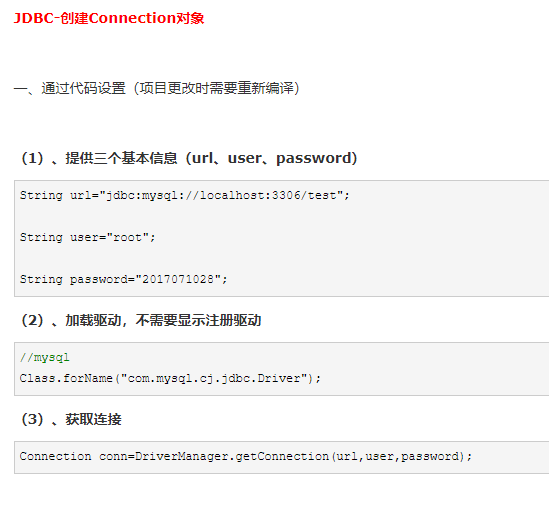 JDBC-创建Connection对象
一、通过代码设置（项目更改时需要重新编译）
（1）、提供三个基本信息（url、user、password）
String url="jdbc:mysql://localhost:3306/test";
String user="root";
String password="2017071028";
（2）、加载驱动，不需要显示注册驱动
//mysql
Class.forName("com.mysql.cj.jdbc.Driver");
（3）、获取连接
Connection conn=DriverManager.getConnection(url,user,password);